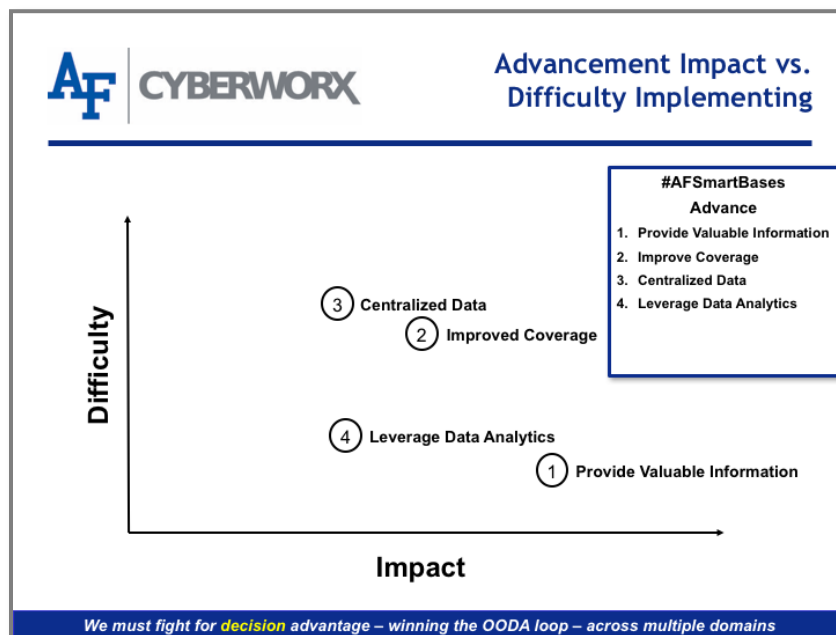 AF CYBERWORX
Advancement Impact vs.
Difficulty Implementing
#AFSmartBases
Advance
1. Provide Valuable Information
2. Improve Coverage
3. Centralized Data
4. Leverage Data Analytics
Difficulty
3 Centralized Data
2 Improved Coverage
4 Leverage Data Analytics
1 Provide Valuable Information
Impact
We must fight for decision advantage – winning the OODA loop – across multiple domains